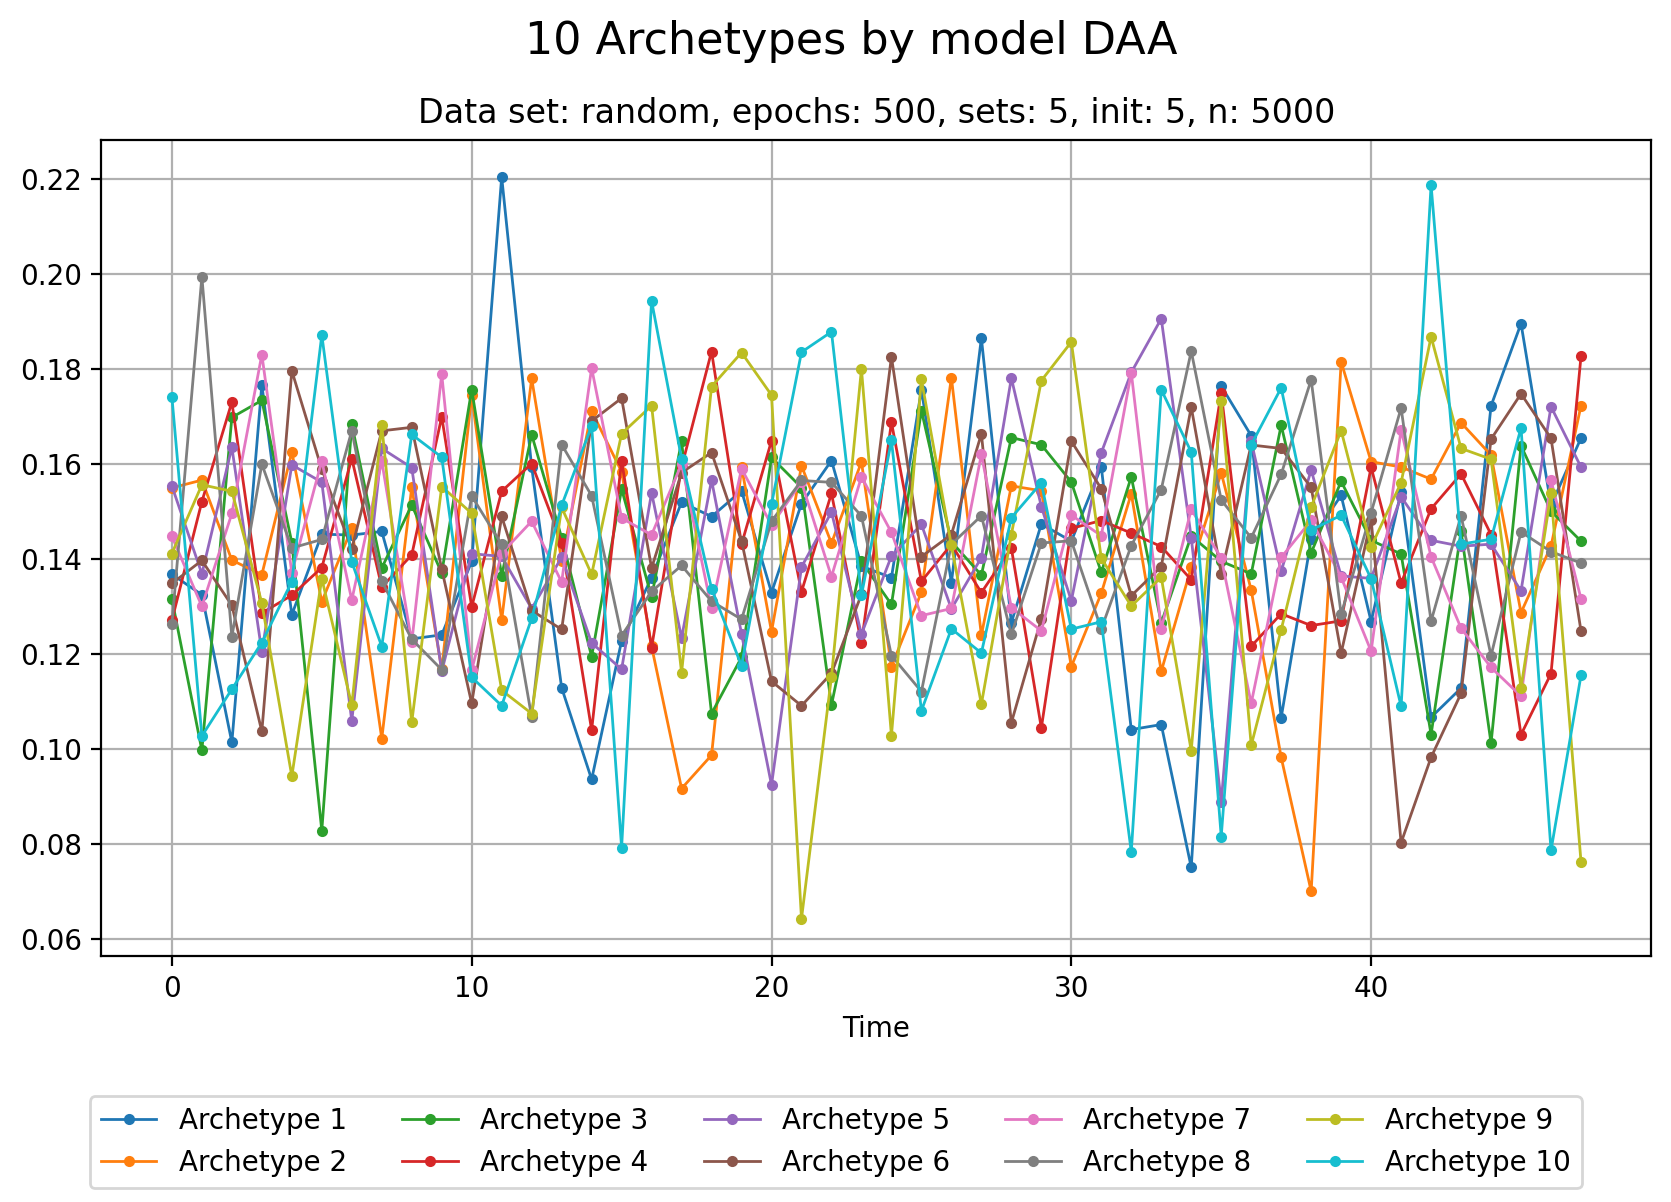 10 Archetypes by model DAA
Data set: random, epochs: 500, sets: 5, init: 5, n: 5000
0.22
0.20
0.18
0.16
0.14
0.12
0.10
0.08
0.06
0 10 20 30 40
Time
Archetype 1 Archetype 3 Archetype 5 Archetype 7 Archetype 9
Archetype 2 Archetype 4 Archetype 6 Archetype 8 Archetype 10